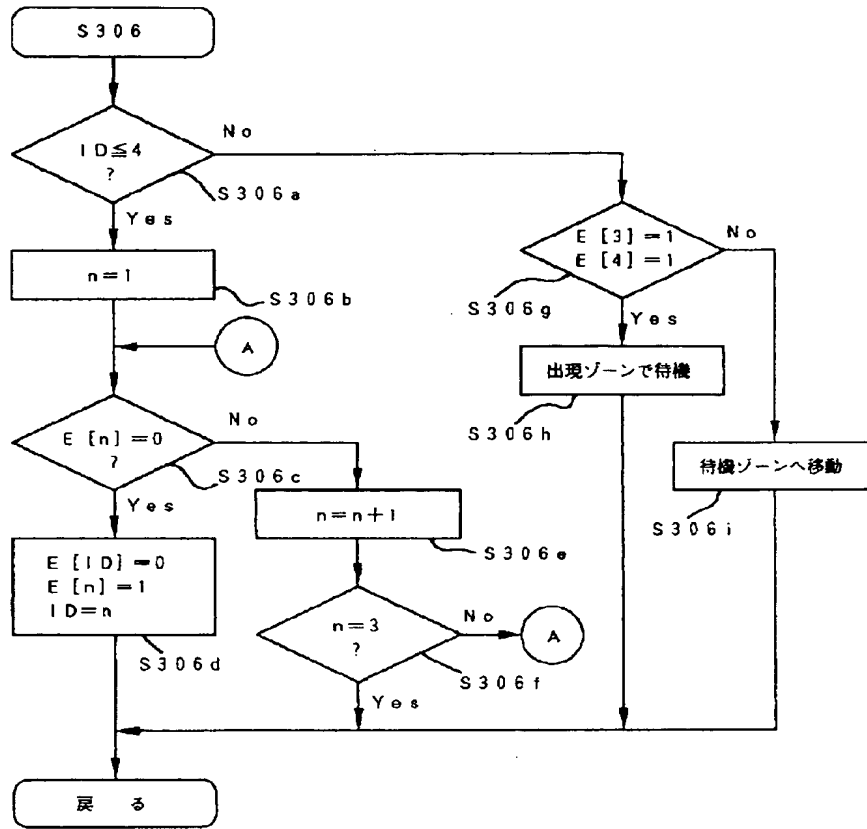 S306
ID≦4
?
No
S306a
Yes
n=1
S306b
A
E[n]=0
?
No
S306c
Yes
E[ID]=0
E[n]=1
ID=n
S306d
n=n+1
S306e
n=3
?
No
A
S306f
Yes
E[3]=1
E[4]=1
No
S306g
Yes
出現ゾーンで待機
S306h
待機ゾーンへ移動
S306i
戻る